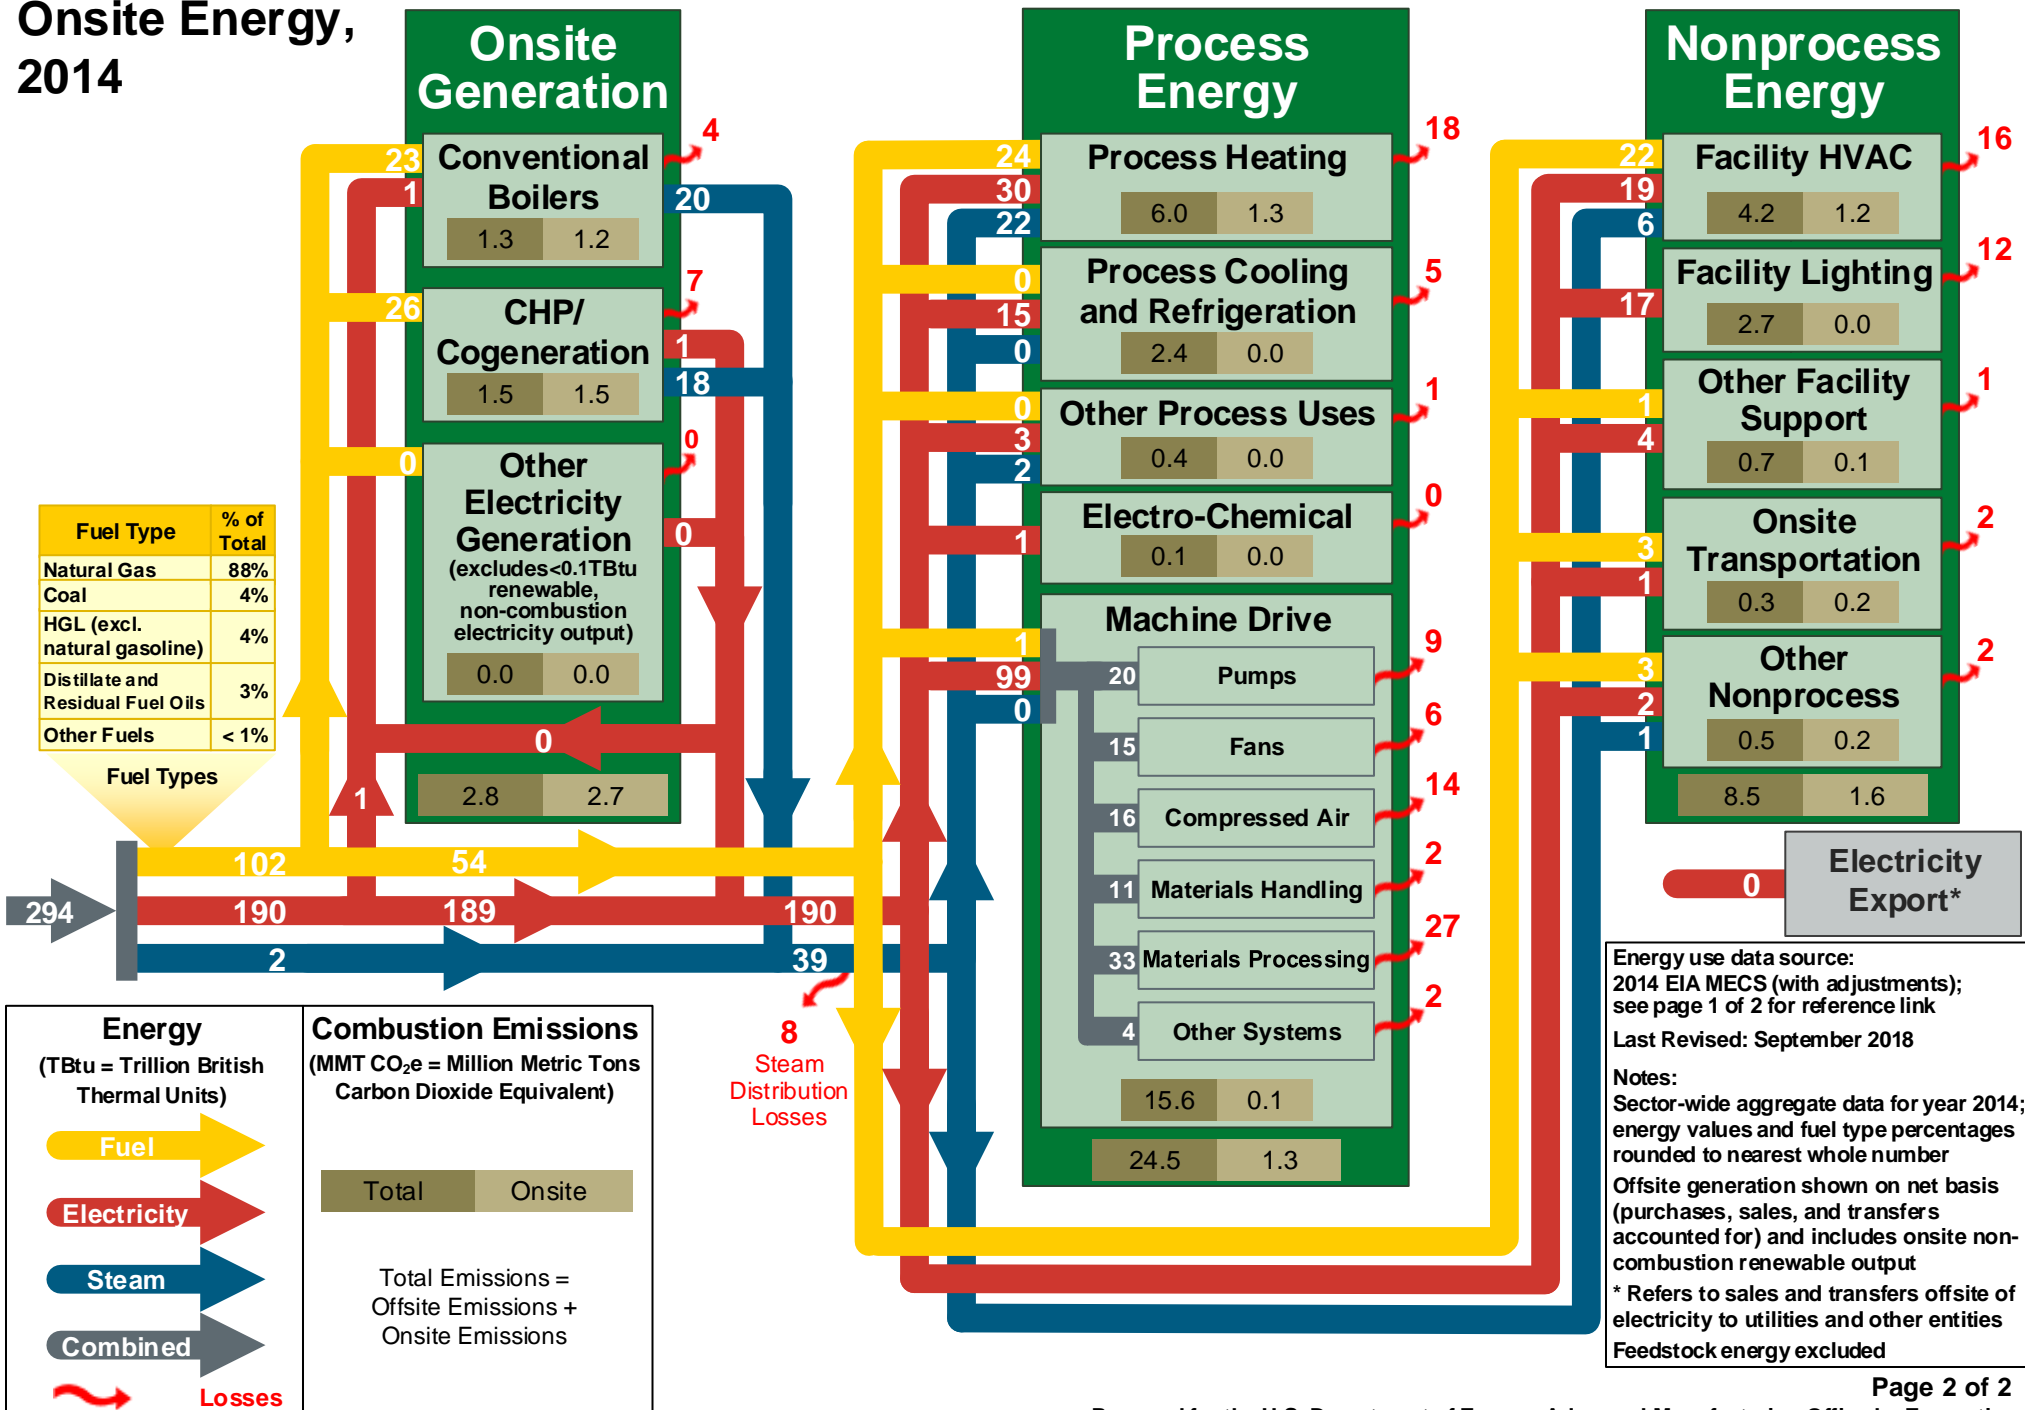 Onsite Energy,
2014
Onsite
Generation
Conventional
Boilers
23
1
4
20
1.3 1.2
CHP/
Cogeneration
26
7
1
18
1.5 1.5
Other
Electricity
Generation
(excludes<0.1TBtu
renewable,
non-combustion
electricity output)
0
0
0
0.0 0.0
0
2.8 2.7
Fuel Type % of Total
Natural Gas 88%
Coal 4%
HGL (excl. natural gasoline) 4%
Distillate and Residual Fuel Oils 3%
Other Fuels < 1%
Fuel Types
1
294
102 54
190 189 190
2 39
8
Steam
Distribution
Losses
Process
Energy
Process Heating
24
30
22
18
6.0 1.3
Process Cooling
and Refrigeration
0
15
0
5
2.4 0.0
Other Process Uses
0
3
2
1
0.4 0.0
Electro-Chemical
1
0
0.1 0.0
Machine Drive
1
99
0
20 Pumps 9
15 Fans 6
16 Compressed Air 14
11 Materials Handling 2
33 Materials Processing 27
4 Other Systems 2
15.6 0.1
24.5 1.3
Nonprocess
Energy
Facility HVAC
22
19
6
16
4.2 1.2
Facility Lighting
17
12
2.7 0.0
Other Facility
Support
1
4
1
0.7 0.1
Onsite
Transportation
3
1
2
0.3 0.2
Other
Nonprocess
3
2
1
2
0.5 0.2
8.5 1.6
0
Electricity
Export*
Energy
(TBtu = Trillion British
Thermal Units)
Fuel
Electricity
Steam
Combined
Losses
Combustion Emissions
(MMT CO₂e = Million Metric Tons
Carbon Dioxide Equivalent)
Total Onsite
Total Emissions =
Offsite Emissions +
Onsite Emissions
Energy use data source:
2014 EIA MECS (with adjustments);
see page 1 of 2 for reference link
Last Revised: September 2018
Notes:
Sector-wide aggregate data for year 2014;
energy values and fuel type percentages
rounded to nearest whole number
Offsite generation shown on net basis
(purchases, sales, and transfers
accounted for) and includes onsite non-
combustion renewable output
* Refers to sales and transfers offsite of
electricity to utilities and other entities
Feedstock energy excluded
Page 2 of 2